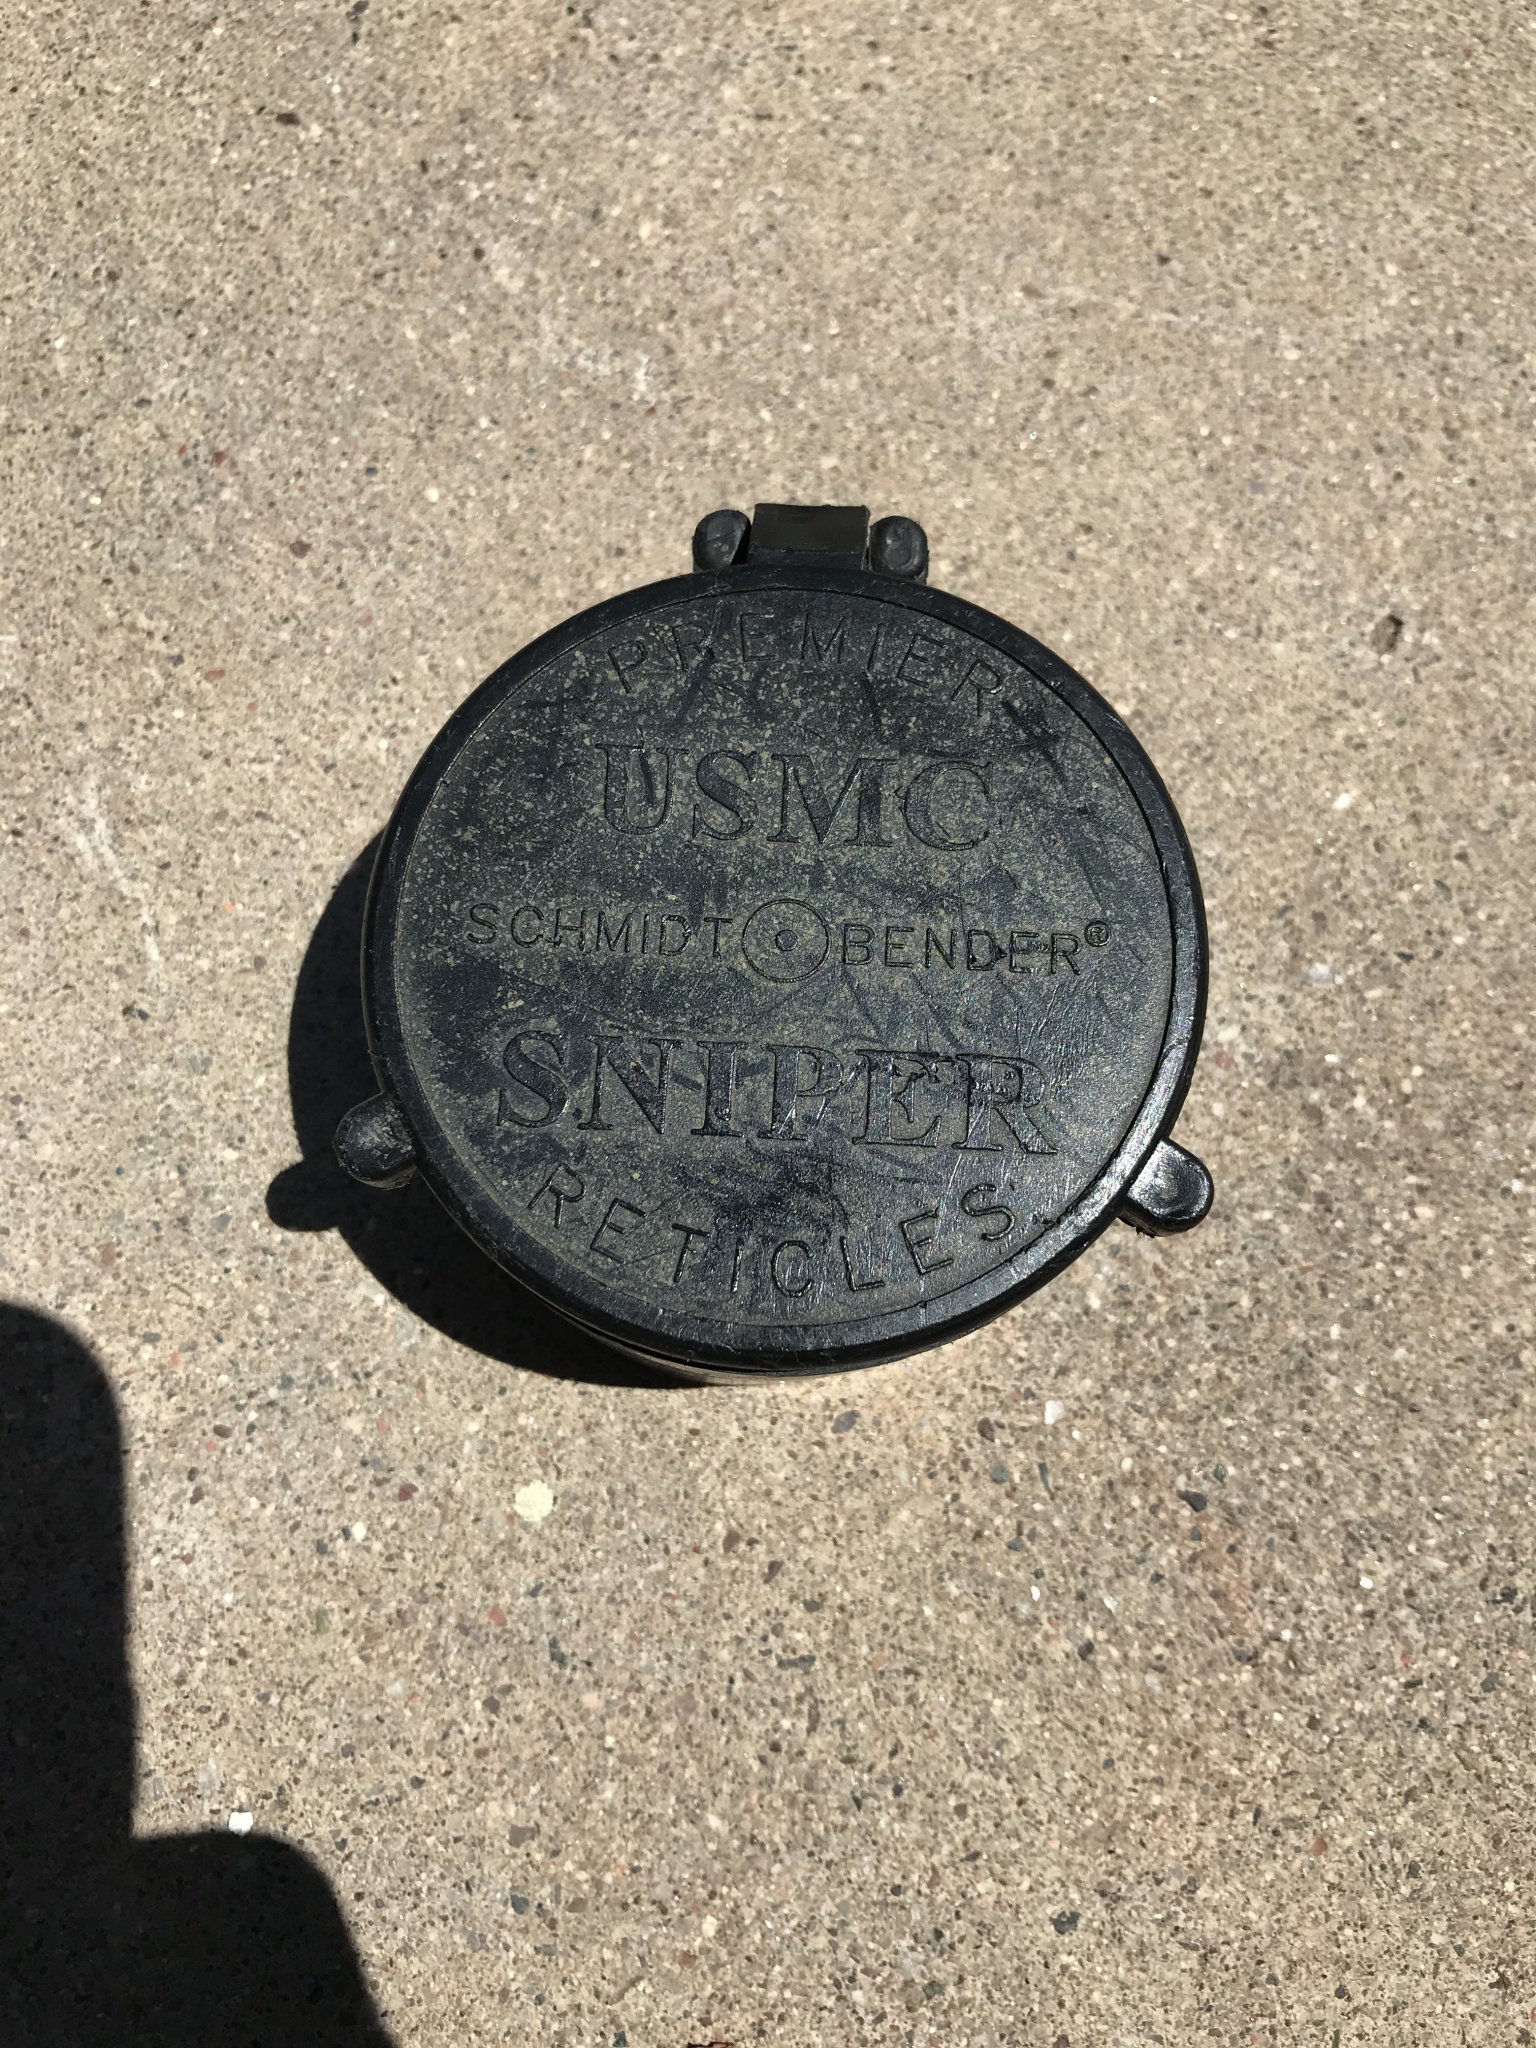 PREMIER
USMC
SCHMIDT BENDER®
SNIPER
RETICLES